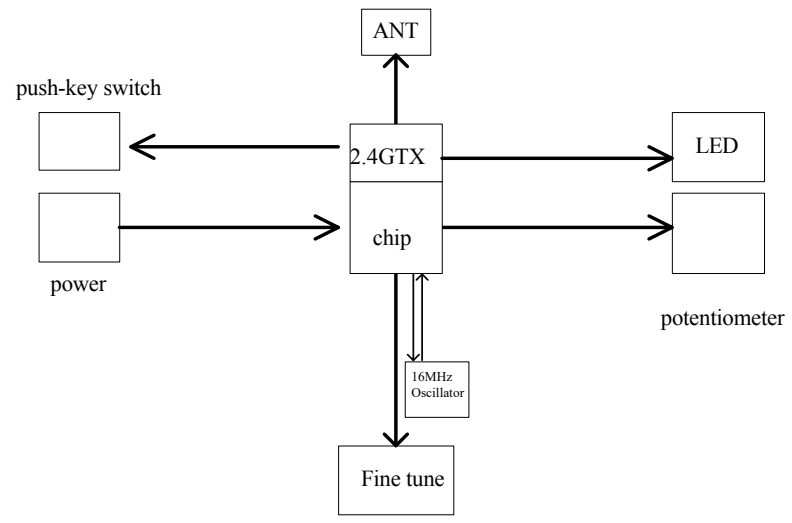 ANT
push-key switch
2.4GTX
LED
chip
power
potentiometer
16MHz
Oscillator
Fine tune